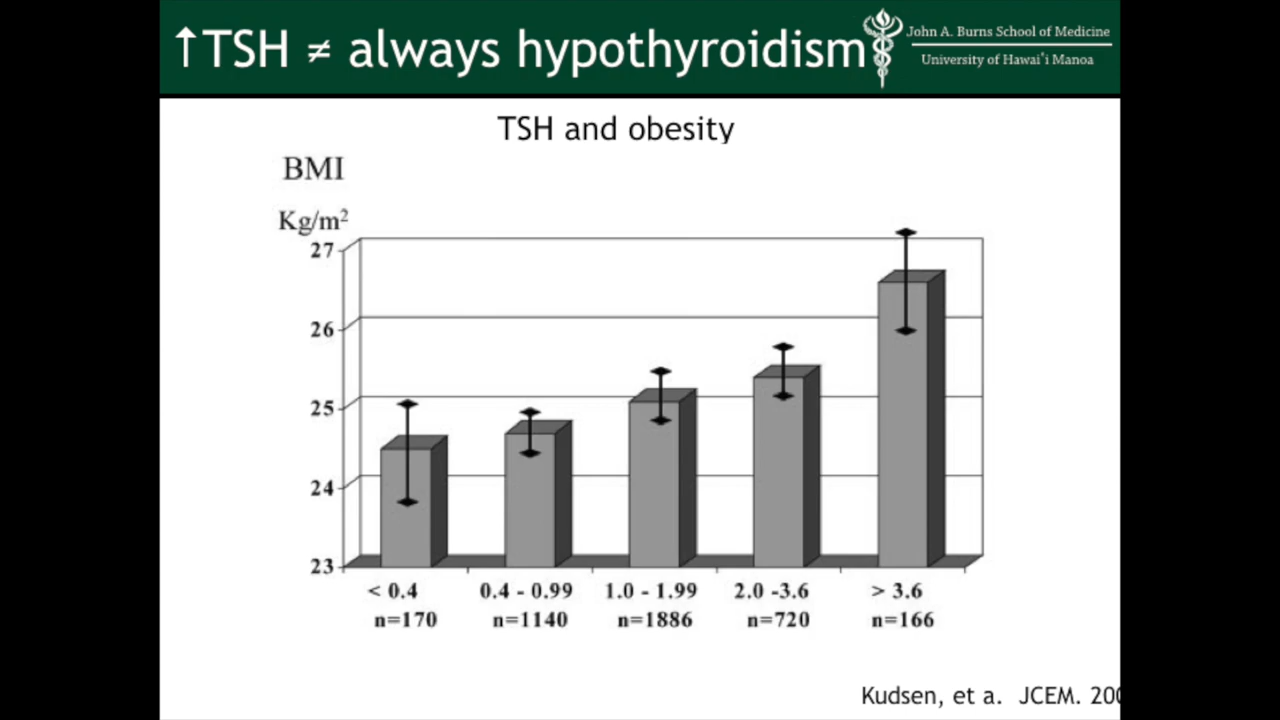 ↑TSH ≠ always hypothyroidism
John A. Burns School of Medicine
University of Hawai'i Manoa
TSH and obesity
BMI
Kg/m²
27
26
25
24
23
< 0.4 0.4 - 0.99 1.0 - 1.99 2.0 -3.6 > 3.6
n=170 n=1140 n=1886 n=720 n=166
Kudsen, et a. JCEM.